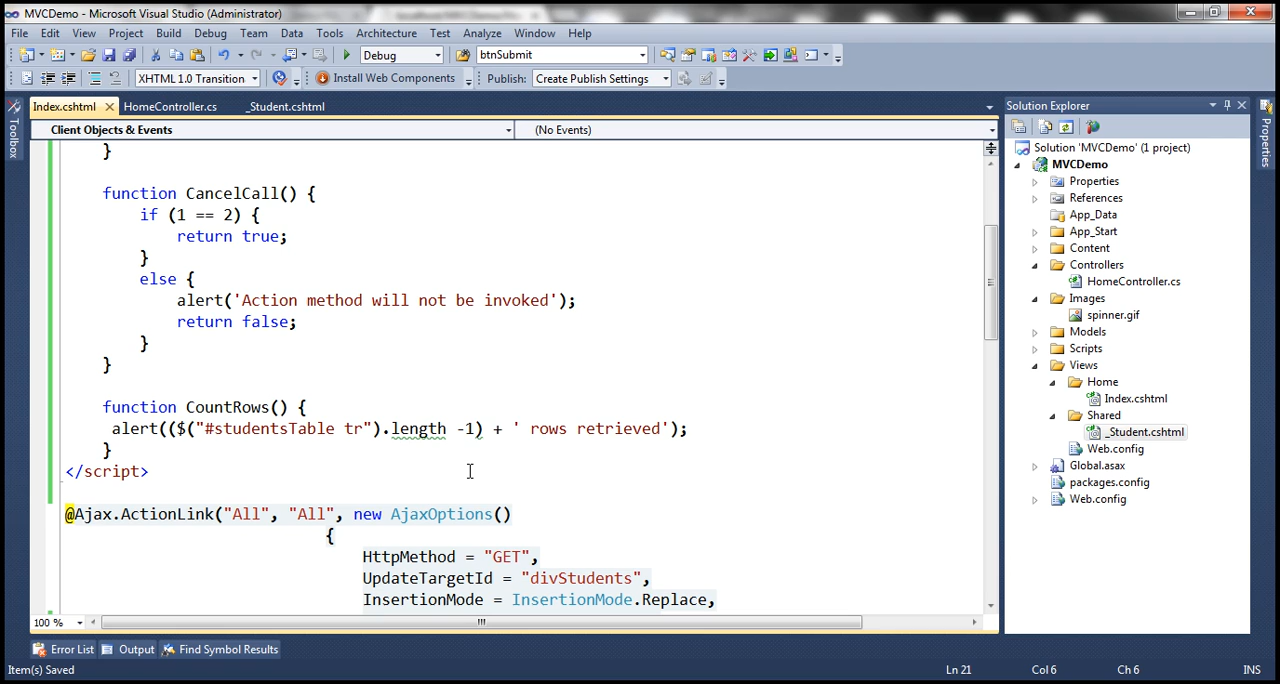 MVCDemo - Microsoft Visual Studio (Administrator)
File Edit View Project Build Debug Team Data Tools Architecture Test Analyze Window Help
Debug btnSubmit
XHTML 1.0 Transition Install Web Components Publish: Create Publish Settings
Index.cshtml HomeController.cs _Student.cshtml
Client Objects & Events (No Events)
Toolbox
}
function CancelCall() {
if (1 == 2) {
return true;
}
else {
alert('Action method will not be invoked');
return false;
}
}
function CountRows() {
alert(($("#studentsTable tr").length -1) + ' rows retrieved');
}
</script>
@Ajax.ActionLink("All", "All", new AjaxOptions()
{
HttpMethod = "GET",
UpdateTargetId = "divStudents",
InsertionMode = InsertionMode.Replace,
100 %
Solution Explorer
Solution 'MVCDemo' (1 project)
MVCDemo
Properties
References
App_Data
App_Start
Content
Controllers
HomeController.cs
Images
spinner.gif
Models
Scripts
Views
Home
Index.cshtml
Shared
_Student.cshtml
Web.config
Global.asax
packages.config
Web.config
Properties
Error List Output Find Symbol Results
Item(s) Saved Ln 21 Col 6 Ch 6 INS